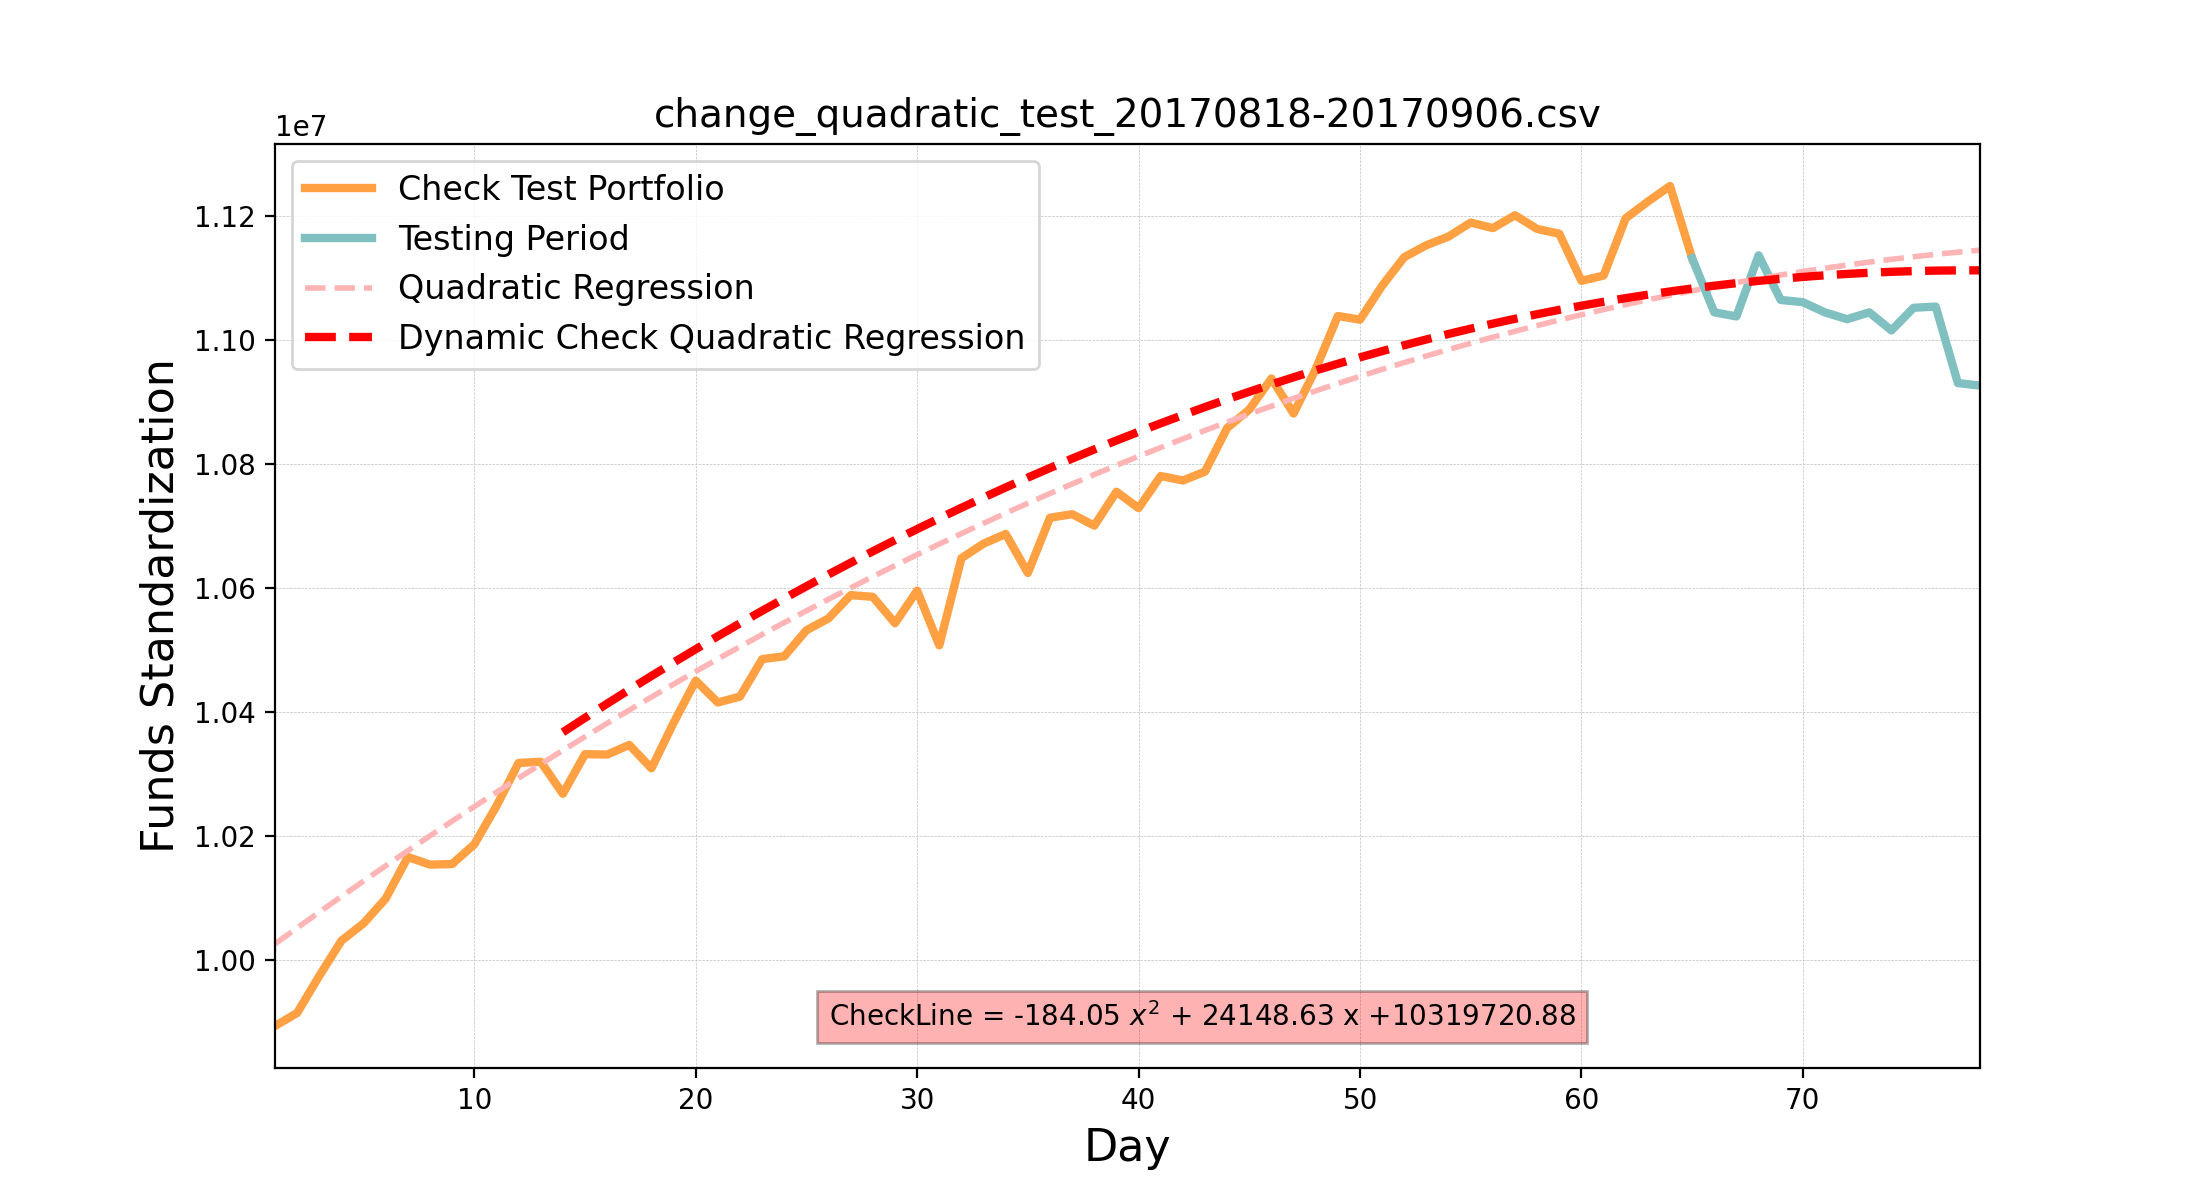 change_quadratic_test_20170818-20170906.csv
1e7
Check Test Portfolio
Testing Period
Quadratic Regression
Dynamic Check Quadratic Regression
1.12
1.10
1.08
1.06
1.04
1.02
1.00
Funds Standardization
CheckLine = -184.05 x² + 24148.63 x +10319720.88
10 20 30 40 50 60 70
Day